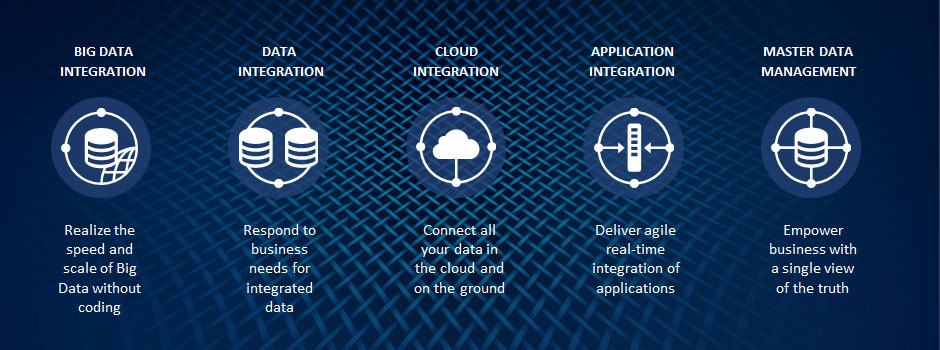 BIG DATA
INTEGRATION
Realize the
speed and
scale of Big
Data without
coding
DATA
INTEGRATION
Respond to
business
needs for
integrated
data
CLOUD
INTEGRATION
Connect all
your data in
the cloud and
on the ground
APPLICATION
INTEGRATION
Deliver agile
real-time
integration of
applications
MASTER DATA
MANAGEMENT
Empower
business with
a single view
of the truth